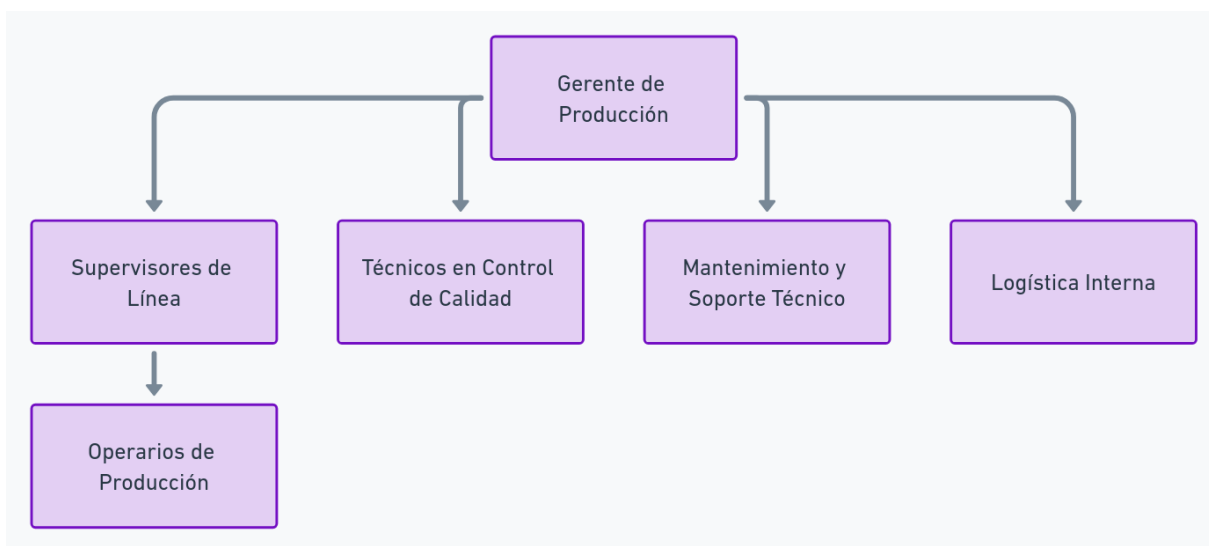 Gerente de
Producción
Supervisores de
Línea
Técnicos en Control
de Calidad
Mantenimiento y
Soporte Técnico
Logística Interna
Operarios de
Producción